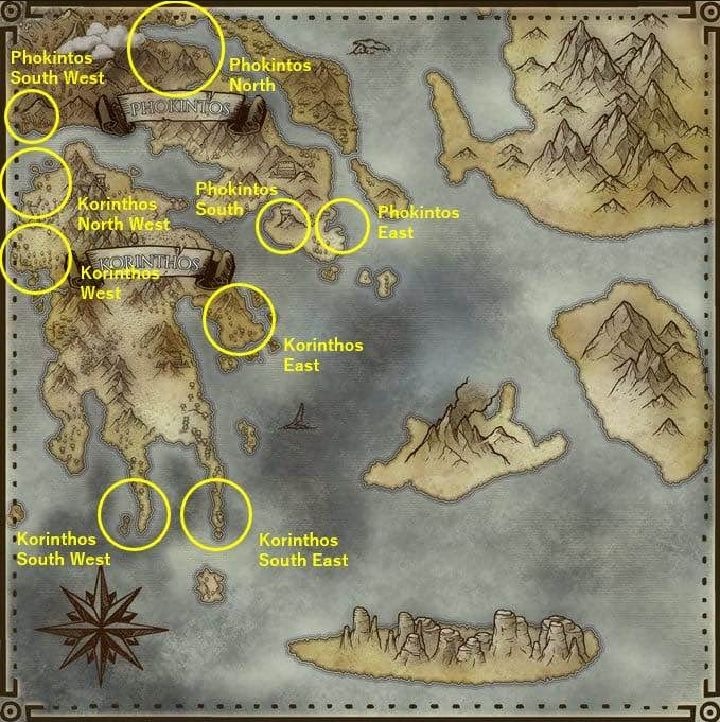 Phokintos
South West
Phokintos
North
PHOKINTOS
Phokintos
South
Korinthos
North West
Phokintos
East
KORINTHOS
Korinthos
West
Korinthos
East
Korinthos
South West
Korinthos
South East